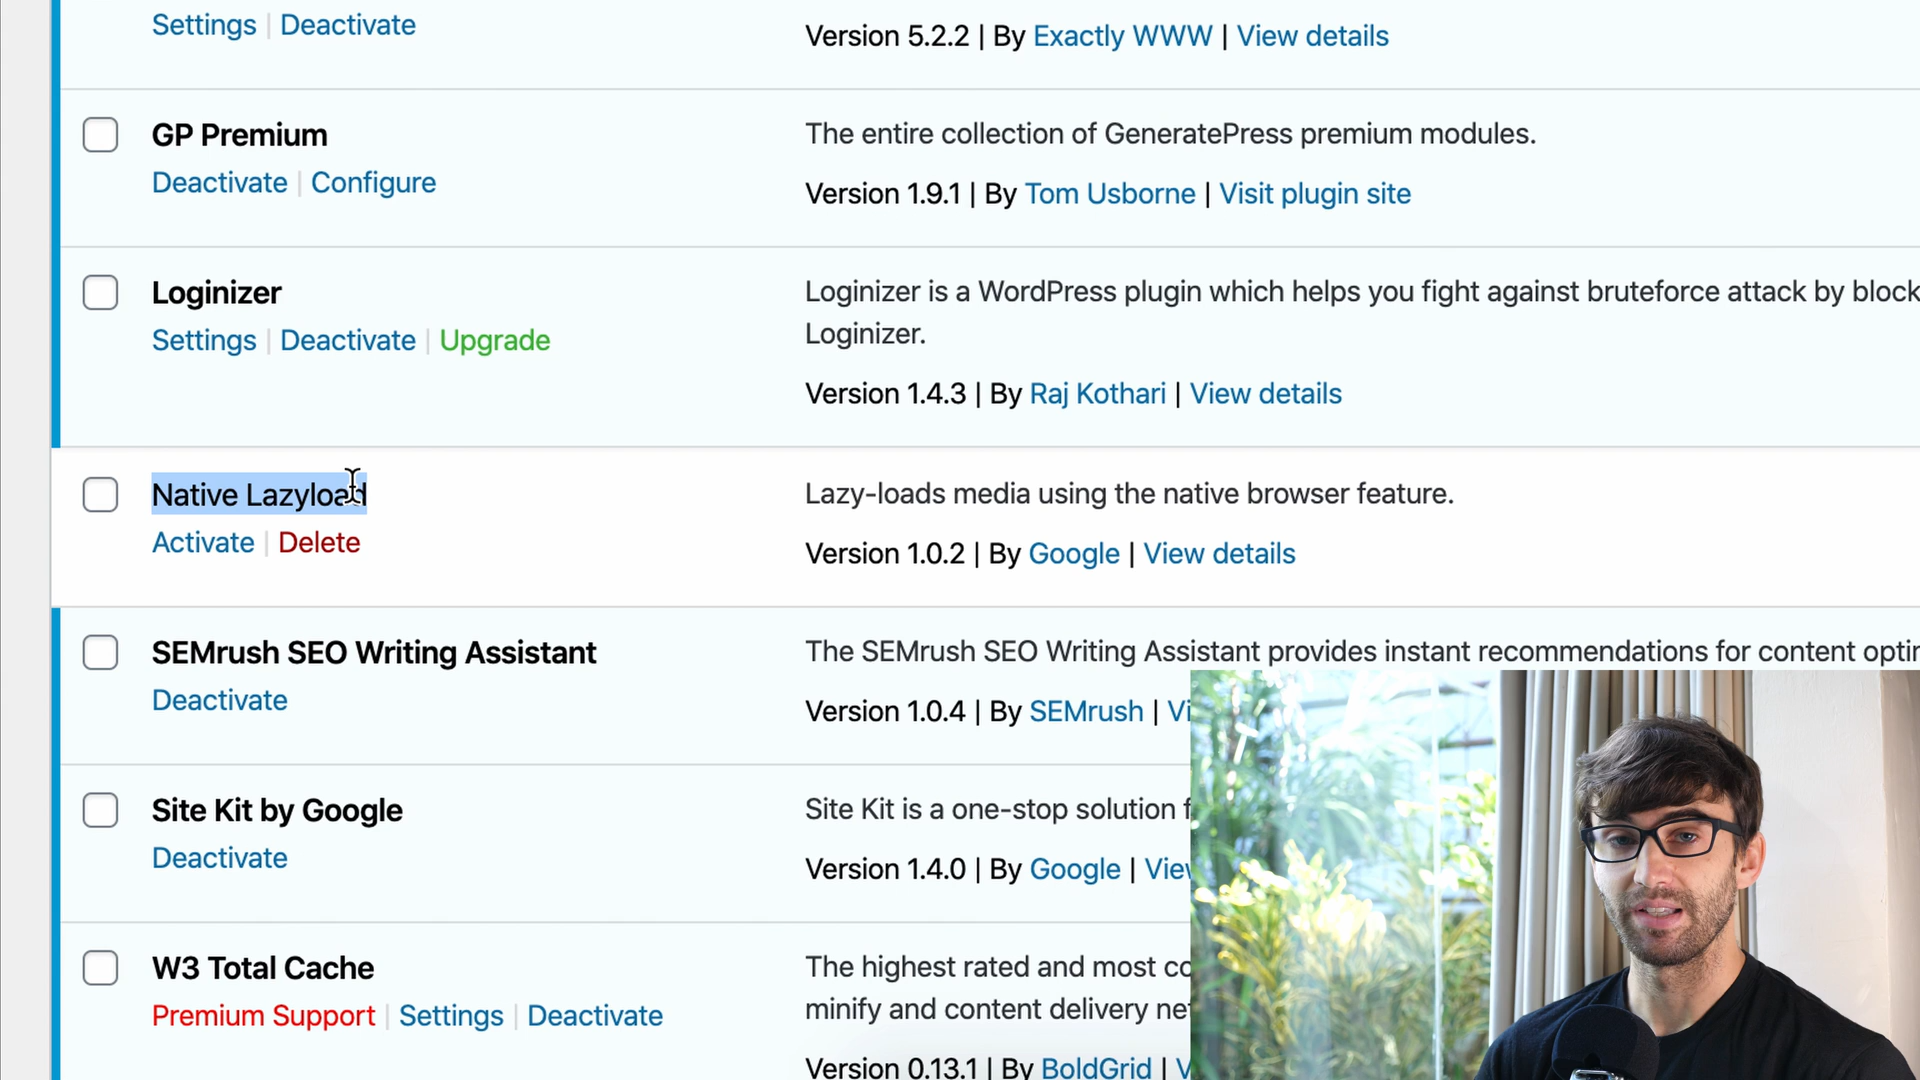 Settings | Deactivate
Version 5.2.2 | By Exactly WWW | View details
GP Premium
The entire collection of GeneratePress premium modules.
Deactivate | Configure
Version 1.9.1 | By Tom Usborne | Visit plugin site
Loginizer
Loginizer is a WordPress plugin which helps you fight against bruteforce attack by block
Loginizer.
Settings | Deactivate | Upgrade
Version 1.4.3 | By Raj Kothari | View details
Native Lazyload
Lazy-loads media using the native browser feature.
Activate | Delete
Version 1.0.2 | By Google | View details
SEMrush SEO Writing Assistant
The SEMrush SEO Writing Assistant provides instant recommendations for content optim
Deactivate
Version 1.0.4 | By SEMrush | Vi
Site Kit by Google
Site Kit is a one-stop solution f
Deactivate
Version 1.4.0 | By Google | View
W3 Total Cache
The highest rated and most co
minify and content delivery ne
Premium Support | Settings | Deactivate
Version 0.13.1 | By BoldGrid | V